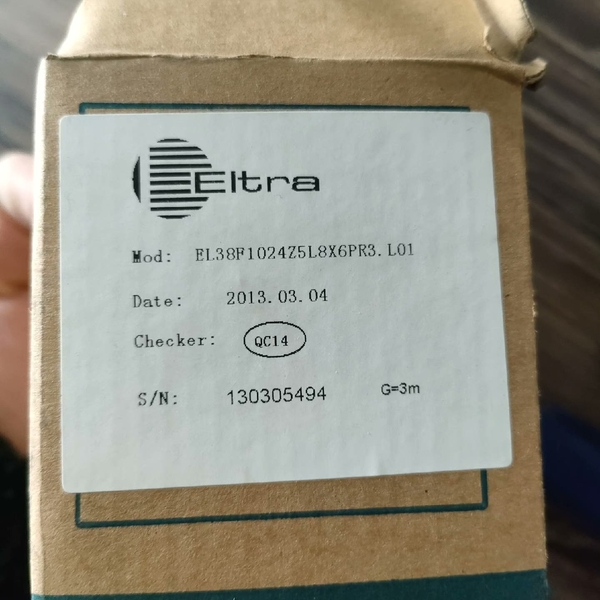 Eltra
Mod: EL38F1024Z5L8X6PR3.L01
Date: 2013.03.04
Checker: QC14
S/N: 130305494 G=3m